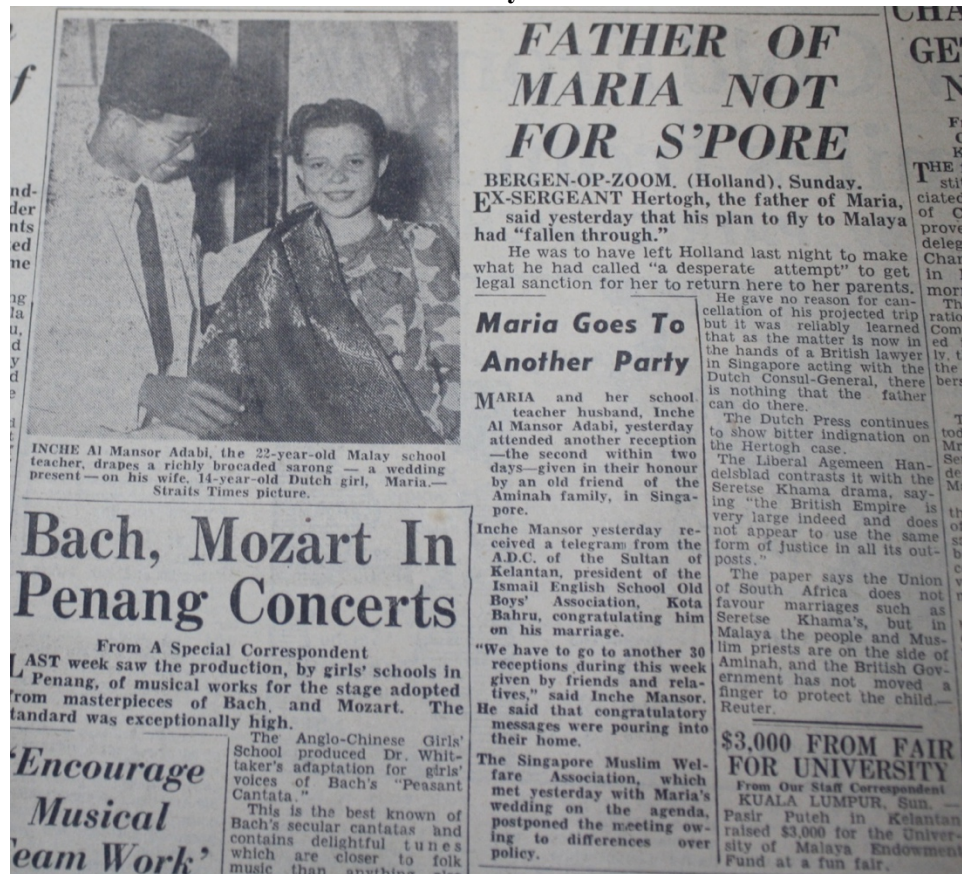 FATHER OF
MARIA NOT
FOR S'PORE
BERGEN-OP-ZOOM. (Holland), Sunday.
EX-SERGEANT Hertogh, the father of Maria,
said yesterday that his plan to fly to Malaya
had "fallen through."
He was to have left Holland last night to make
what he had called "a desperate attempt" to get
legal sanction for her to return here to her parents.
He gave no reason for can-
cellation of his projected trip
but it was reliably learned
that as the matter is now in
the hands of a British lawyer
in Singapore acting with the
Dutch Consul-General, there
is nothing that the father
can do there.
The Dutch Press continues
to show bitter indignation on
the Hertogh case.
The Liberal Agemeen Han-
delsblad contrasts it with the
Seretse Khama drama, say-
ing "the British Empire is
very large indeed and does
not appear to use the same
form of justice in all its out-
posts."
The paper says the Union
of South Africa does not
favour marriages such as
Seretse Khama's, but in
Malaya the people and Mus-
lim priests are on the side of
Aminah, and the British Gov-
ernment has not moved a
finger to protect the child.—
Reuter.
Maria Goes To
Another Party
MARIA and her school
teacher husband, Inche
Al Mansor Adabi, yesterday
attended another reception
—the second within two
days—given in their honour
by an old friend of the
Aminah family, in Singa-
pore.
Inche Mansor yesterday re-
ceived a telegram from the
A.D.C. of the Sultan of
Kelantan, president of the
Ismail English School Old
Boys' Association, Kota
Bahru, congratulating him
on his marriage.
"We have to go to another 30
receptions during this week
given by friends and rela-
tives," said Inche Mansor.
He said that congratulatory
messages were pouring into
their home.
The Singapore Muslim Wel-
fare Association, which
met yesterday with Maria's
wedding on the agenda,
postponed the meeting ow-
ing to differences over
policy.
INCHE Al Mansor Adabi, the 22-year-old Malay school
teacher, drapes a richly brocaded sarong — a wedding
present — on his wife. 14-year-old Dutch girl, Maria.—
Straits Times picture.
Bach, Mozart In
Penang Concerts
From A Special Correspondent
LAST week saw the production, by girls' schools in
Penang, of musical works for the stage adopted
from masterpieces of Bach and Mozart. The
standard was exceptionally high.
The Anglo-Chinese Girls'
School produced Dr. Whit-
taker's adaptation for girls'
voices of Bach's "Peasant
Cantata."
This is the best known of
Bach's secular cantatas and
contains delightful tunes
which are closer to folk
music than anything else
'Encourage
Musical
Team Work'
$3,000 FROM FAIR
FOR UNIVERSITY
From Our Staff Correspondent
KUALA LUMPUR, Sun. —
Pasir Puteh in Kelantan
raised $3,000 for the Univer-
sity of Malaya Endowment
Fund at a fun fair.